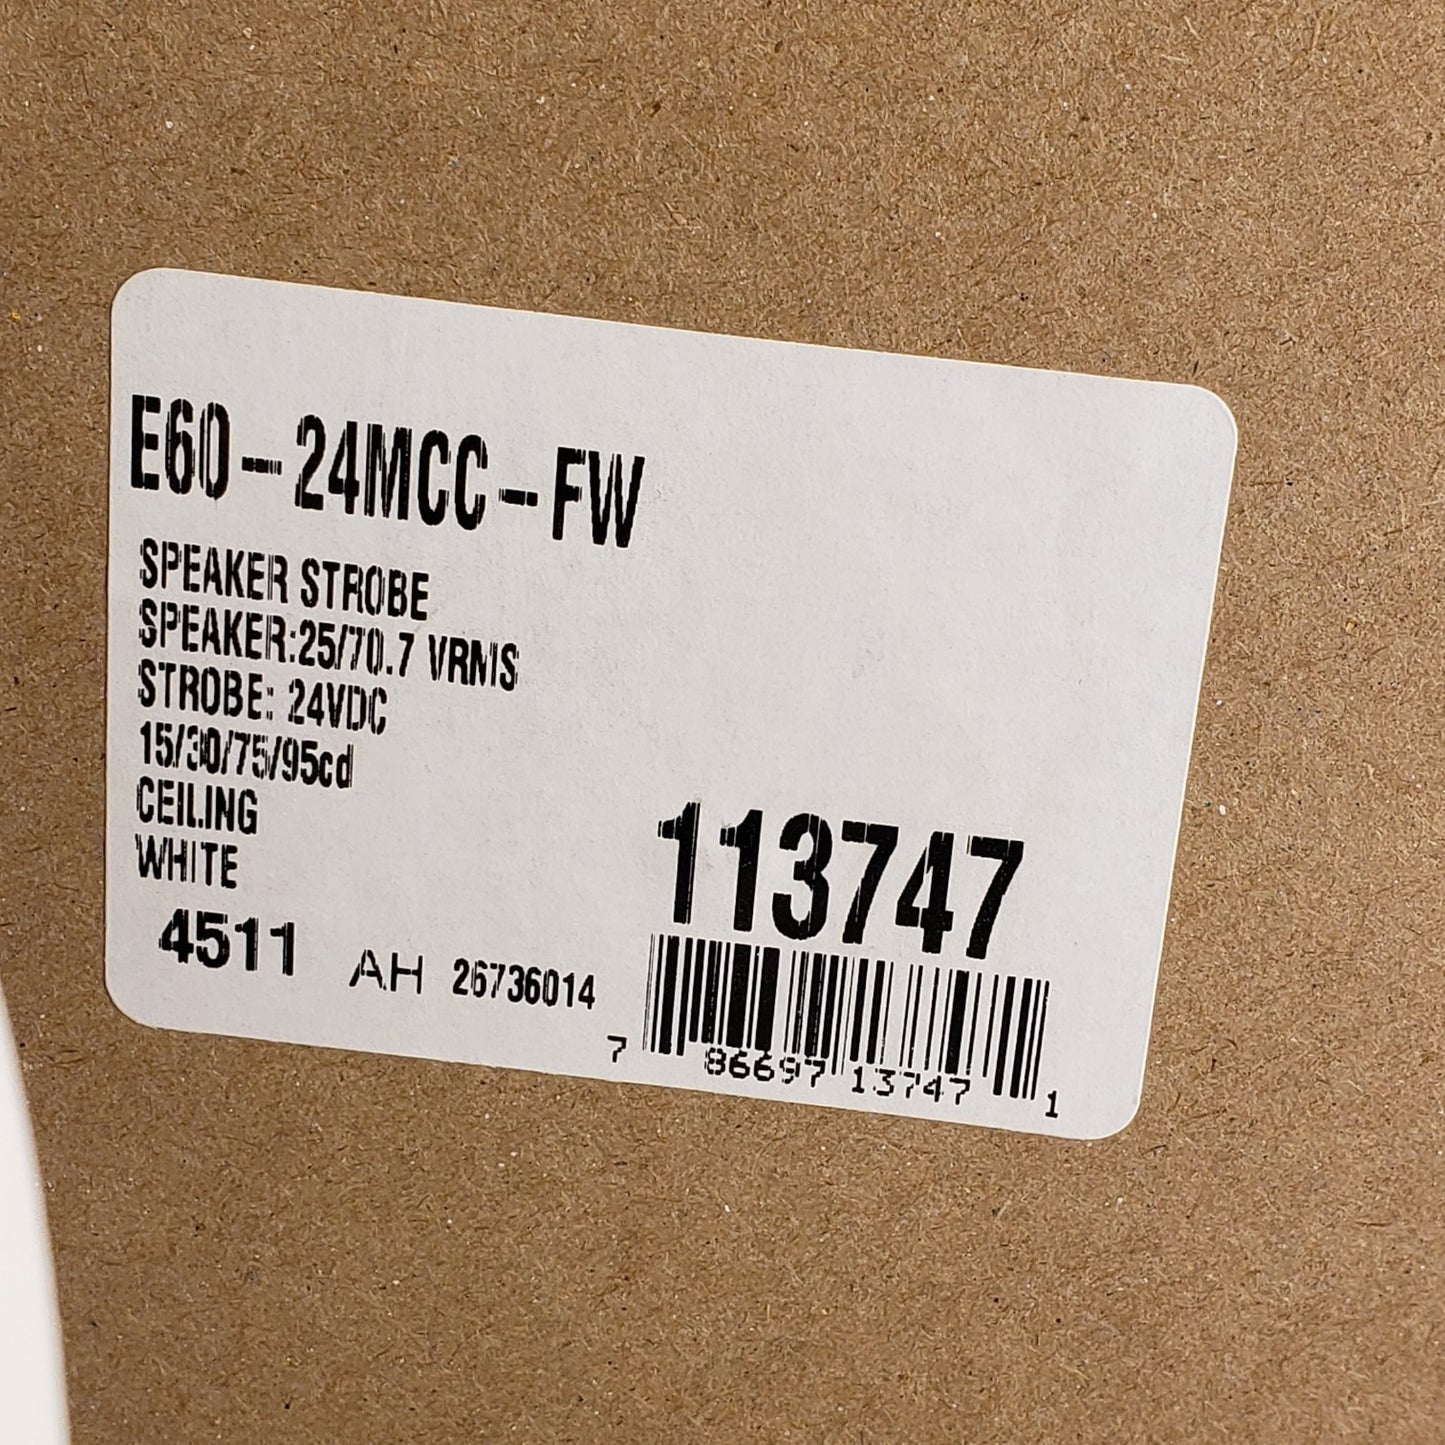 E60-24MCC-FW
SPEAKER STROBE
SPEAKER:25/70.7 VRMS
STROBE: 24VDC
15/30/75/95cd
CEILING
WHITE
113747
4511 AH 26736014
7 86697 13747 1